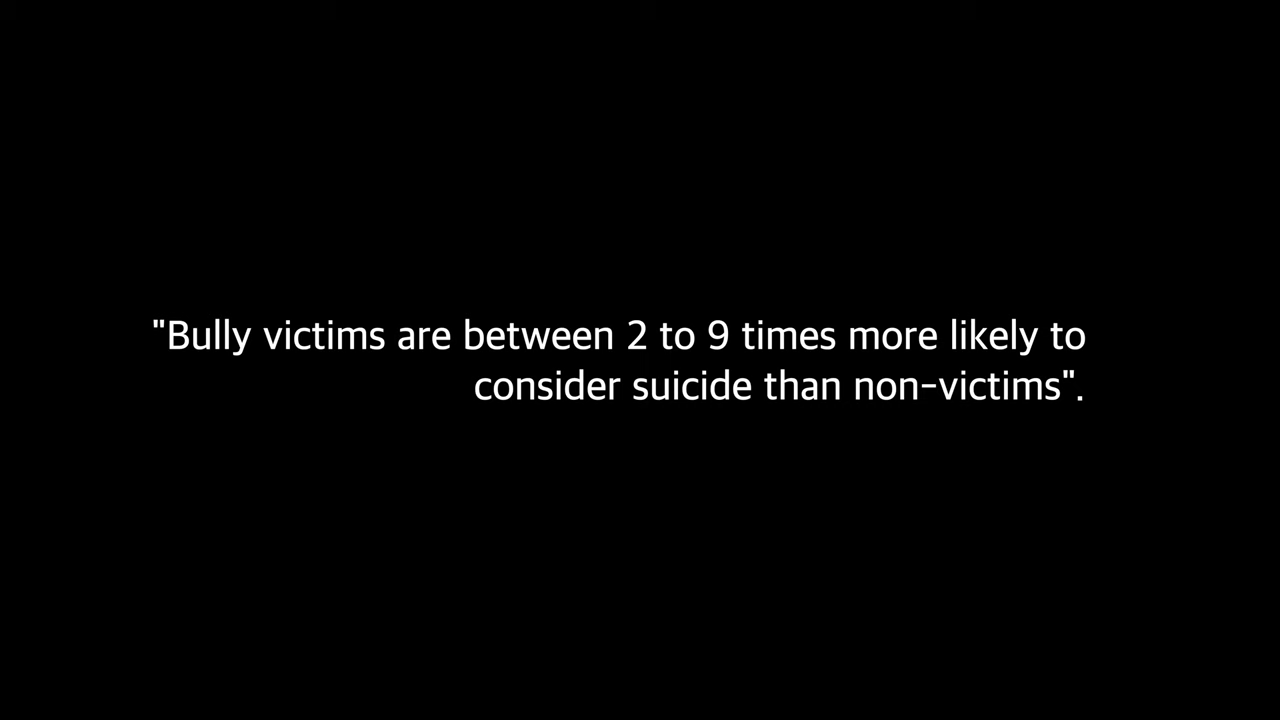 "Bully victims are between 2 to 9 times more likely to
consider suicide than non-victims".